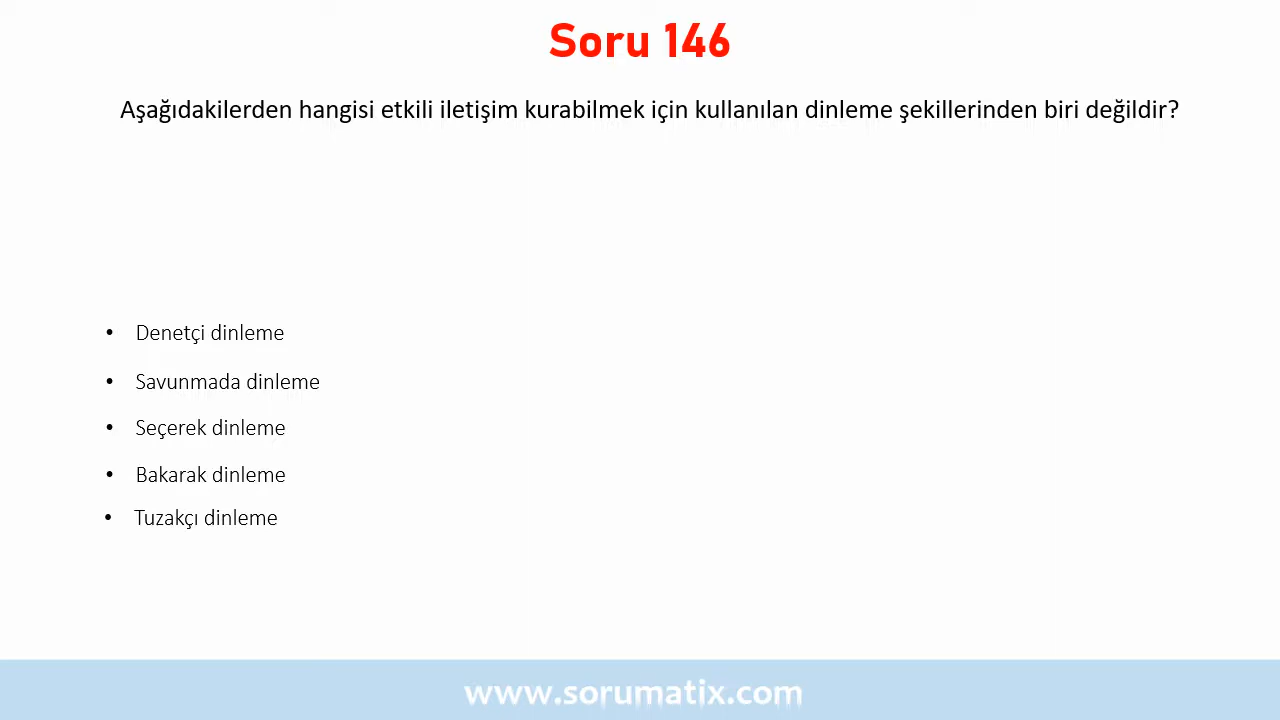 Soru 146
Aşağıdakilerden hangisi etkili iletişim kurabilmek için kullanılan dinleme şekillerinden biri değildir?
• Denetçi dinleme
• Savunmada dinleme
• Seçerek dinleme
• Bakarak dinleme
• Tuzakçı dinleme
www.sorumatix.com